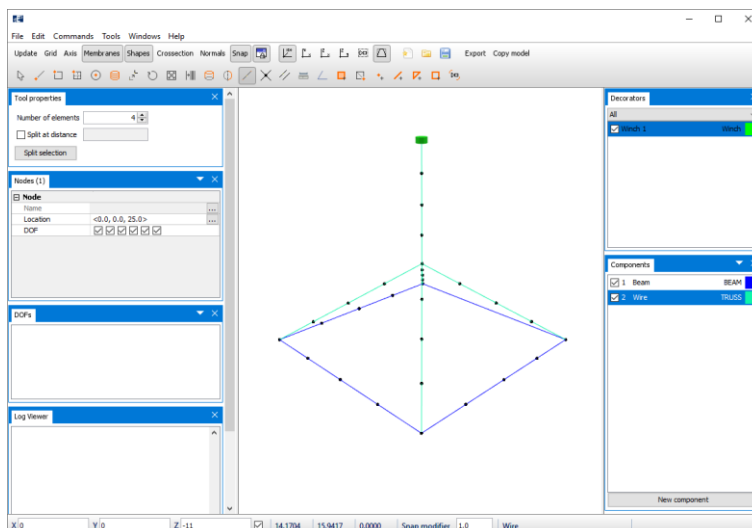 File Edit Commands Tools Windows Help
Update Grid Axis Membranes Shapes Crossection Normals Snap Export Copy model
Tool properties
Number of elements 4
Split at distance
Split selection
Nodes (1)
Node
Name
Location <0.0, 0.0, 25.0>
DOF
DOFs
Log Viewer
Decorators
All
Winch 1 Winch
Components
1 Beam BEAM
2 Wire TRUSS
New component
X 0 Y 0 Z -11 14.1704 15.9417 0.0000 Snap modifier 1.0 Wire